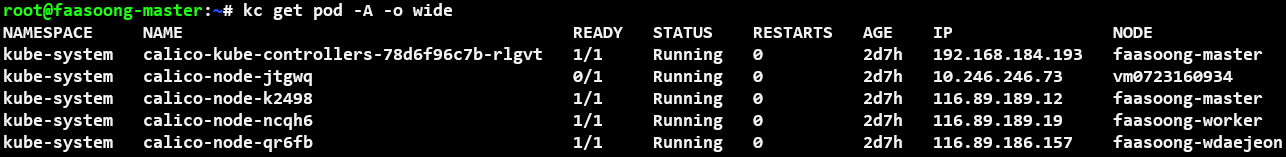 root@faasoong-master:~# kc get pod -A -o wide
NAMESPACE NAME READY STATUS RESTARTS AGE IP NODE
kube-system calico-kube-controllers-78d6f96c7b-rlgvt 1/1 Running 0 2d7h 192.168.184.193 faasoong-master
kube-system calico-node-jtgwq 0/1 Running 0 2d7h 10.246.246.73 vm0723160934
kube-system calico-node-k2498 1/1 Running 0 2d7h 116.89.189.12 faasoong-master
kube-system calico-node-ncqh6 1/1 Running 0 2d7h 116.89.189.19 faasoong-worker
kube-system calico-node-qr6fb 1/1 Running 0 2d7h 116.89.186.157 faasoong-wdaejeon